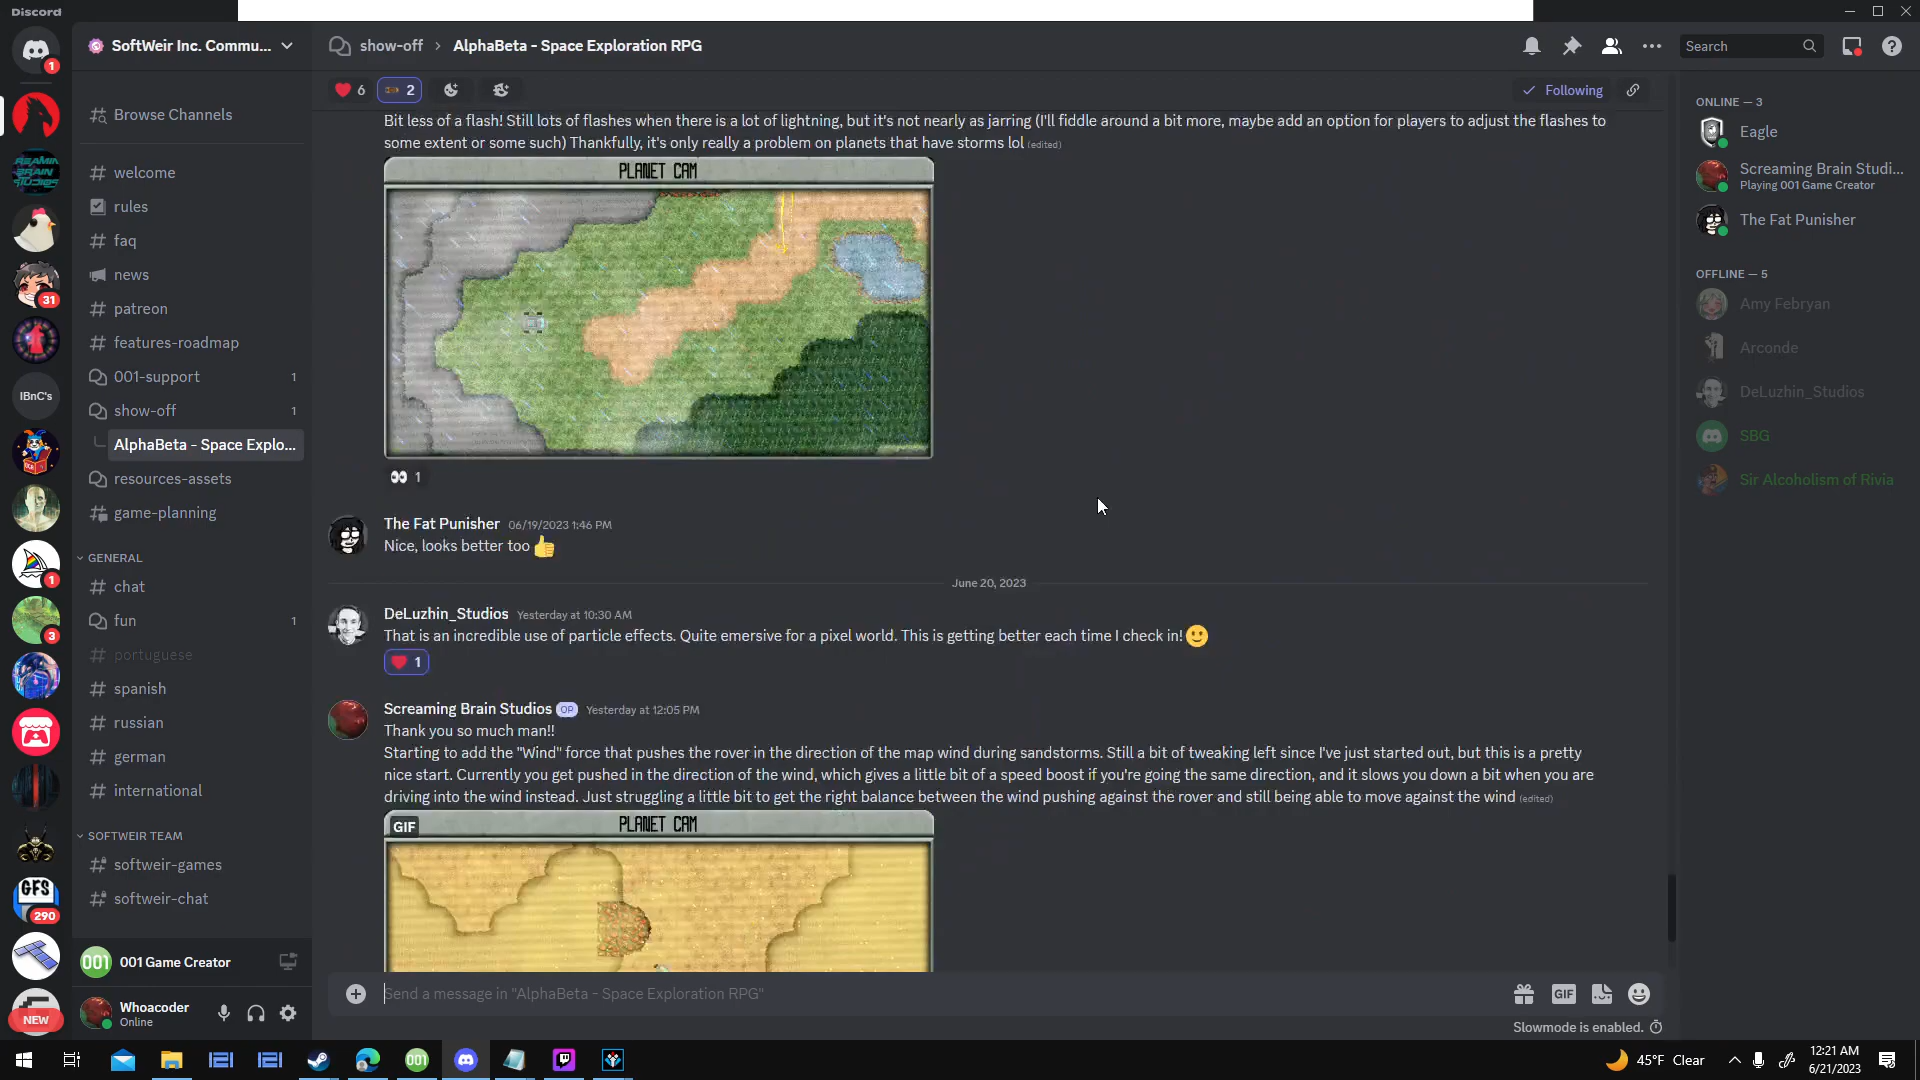 Discord
SoftWeir Inc. Commu...
show-off › AlphaBeta - Space Exploration RPG
Search
1
6
2
Following
Browse Channels
welcome
rules
faq
news
patreon
features-roadmap
001-support 1
show-off 1
AlphaBeta - Space Explo...
resources-assets
game-planning
GENERAL
chat
fun 1
portuguese
spanish
russian
german
international
SOFTWEIR TEAM
softweir-games
softweir-chat
001 Game Creator
Whoacoder
Online
31
IBnC's
1
3
GFS
290
NEW
Bit less of a flash! Still lots of flashes when there is a lot of lightning, but it's not nearly as jarring (I'll fiddle around a bit more, maybe add an option for players to adjust the flashes to
some extent or some such) Thankfully, it's only really a problem on planets that have storms lol (edited)
PLANET CAM
1
The Fat Punisher 06/19/2023 1:46 PM
Nice, looks better too
June 20, 2023
DeLuzhin_Studios Yesterday at 10:30 AM
That is an incredible use of particle effects. Quite emersive for a pixel world. This is getting better each time I check in!
1
Screaming Brain Studios OP Yesterday at 12:05 PM
Thank you so much man!!
Starting to add the "Wind" force that pushes the rover in the direction of the map wind during sandstorms. Still a bit of tweaking left since I've just started out, but this is a pretty
nice start. Currently you get pushed in the direction of the wind, which gives a little bit of a speed boost if you're going the same direction, and it slows you down a bit when you are
driving into the wind instead. Just struggling a little bit to get the right balance between the wind pushing against the rover and still being able to move against the wind (edited)
GIF
PLANET CAM
Send a message in "AlphaBeta - Space Exploration RPG"
GIF
Slowmode is enabled.
ONLINE — 3
Eagle
Screaming Brain Studi...
Playing 001 Game Creator
The Fat Punisher
OFFLINE — 5
Amy Febryan
Arconde
DeLuzhin_Studios
SBG
Sir Alcoholism of Rivia
45°F Clear
12:21 AM
6/21/2023